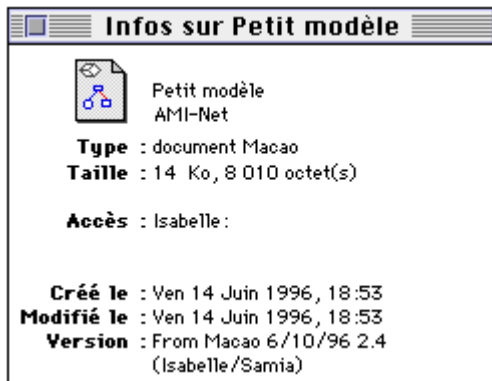 Infos sur Petit modèle
Petit modèle
AMI-Net
Type : document Macao
Taille : 14 Ko, 8 010 octet(s)
Accès : Isabelle:
Créé le : Ven 14 Juin 1996, 18:53
Modifié le : Ven 14 Juin 1996, 18:53
Version : From Macao 6/10/96 2.4
(Isabelle/Samia)